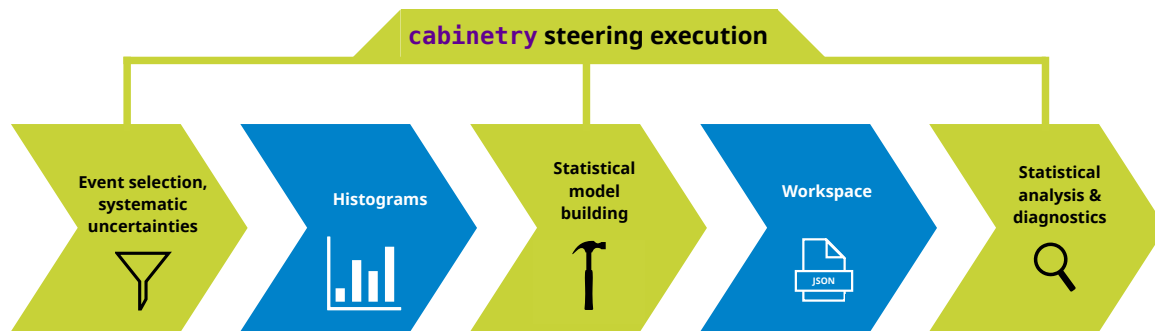 cabinetry steering execution
Event selection,
systematic
uncertainties
Histograms
Statistical
model
building
Workspace
JSON
Statistical
analysis &
diagnostics